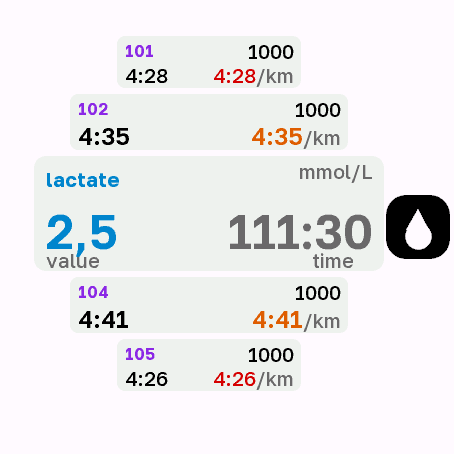 101 1000
4:28 4:28/km
102 1000
4:35 4:35/km
lactate mmol/L
2,5 111:30
value time
104 1000
4:41 4:41/km
105 1000
4:26 4:26/km